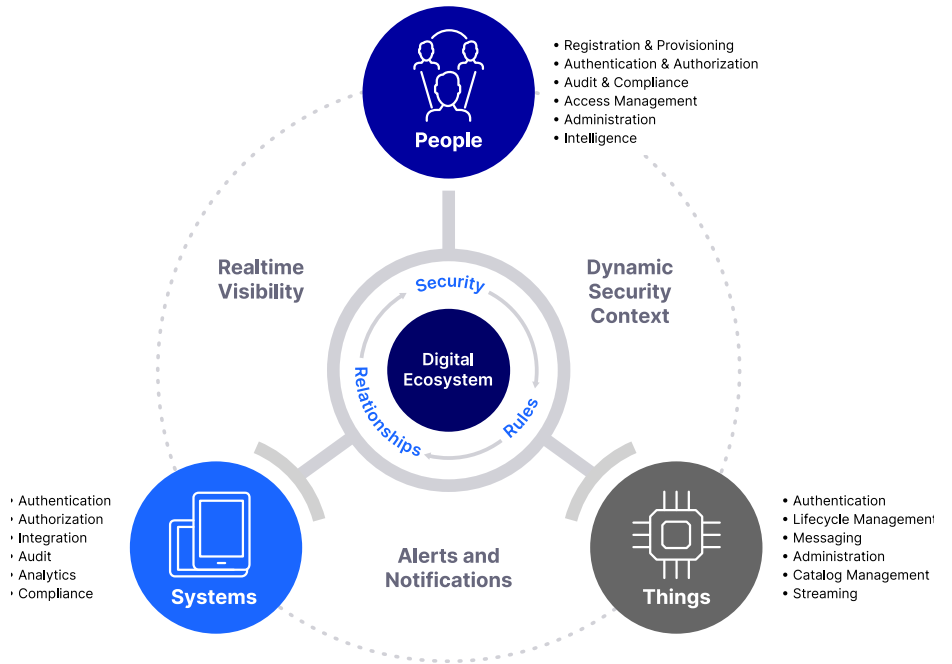 People
• Registration & Provisioning
• Authentication & Authorization
• Audit & Compliance
• Access Management
• Administration
• Intelligence
Realtime
Visibility
Dynamic
Security
Context
Security
Rules
Relationships
Digital
Ecosystem
• Authentication
• Authorization
• Integration
• Audit
• Analytics
• Compliance
Systems
Alerts and
Notifications
Things
• Authentication
• Lifecycle Management
• Messaging
• Administration
• Catalog Management
• Streaming